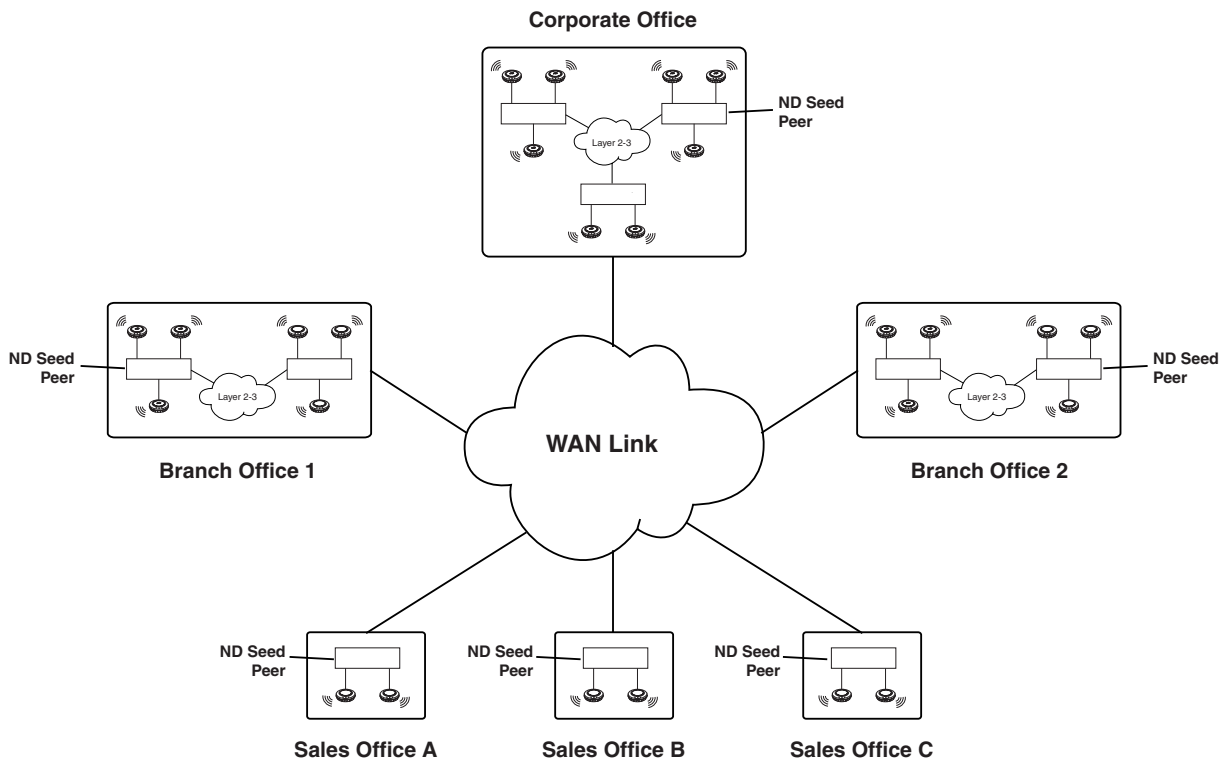 Corporate Office
ND Seed
Peer
Layer 2-3
ND Seed
Peer
Layer 2-3
Branch Office 1
WAN Link
Layer 2-3
ND Seed
Peer
Branch Office 2
ND Seed
Peer
Sales Office A
ND Seed
Peer
Sales Office B
ND Seed
Peer
Sales Office C